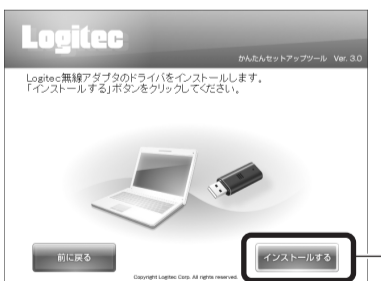 Logitec
かんたんセットアップツール Ver. 3.0
Logitec無線アダプタのドライバをインストールします。
「インストールする」ボタンをクリックしてください。
前に戻る
インストールする
Copyright Logitec Corp. All rights reserved.